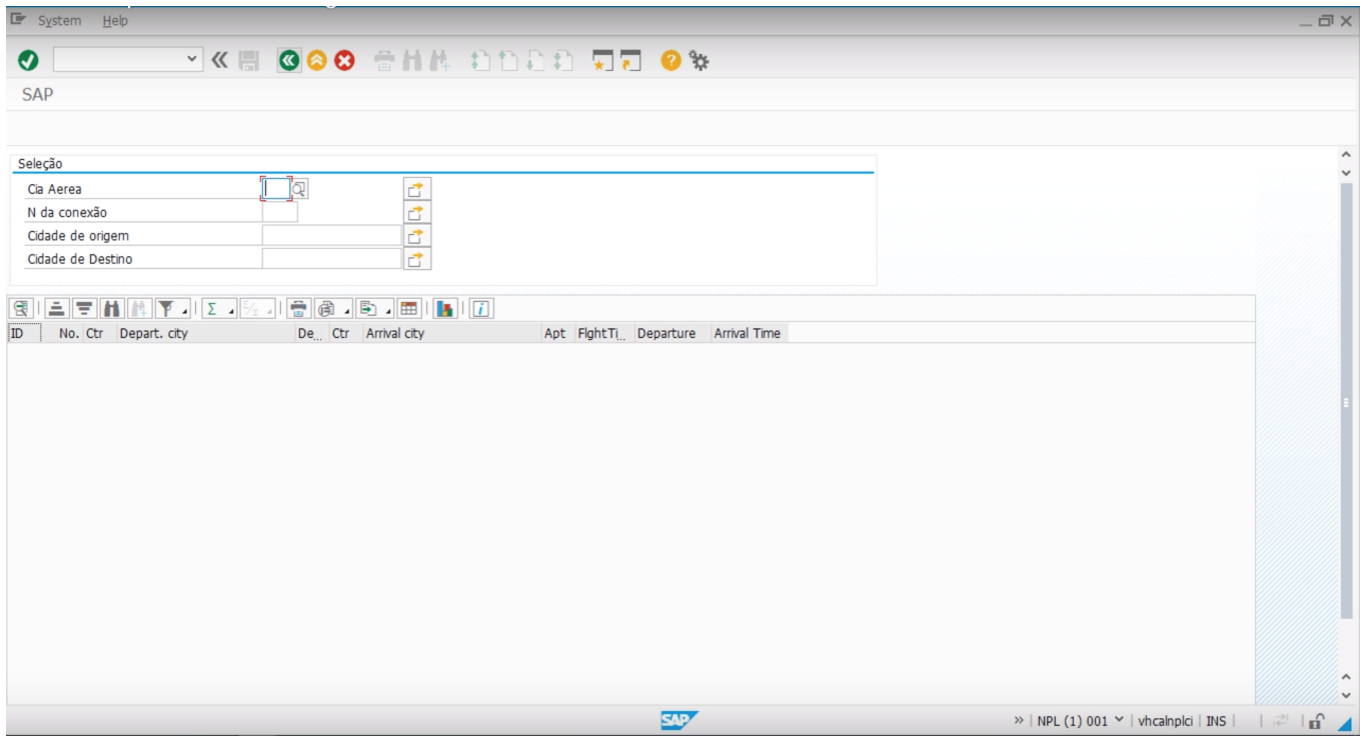 System Help
SAP
Seleção
Cia Aerea
N da conexão
Cidade de origem
Cidade de Destino
ID No. Ctr Depart. city De... Ctr Arrival city Apt FlghtTi... Departure Arrival Time
SAP » | NPL (1) 001 | vhcalnplci | INS |